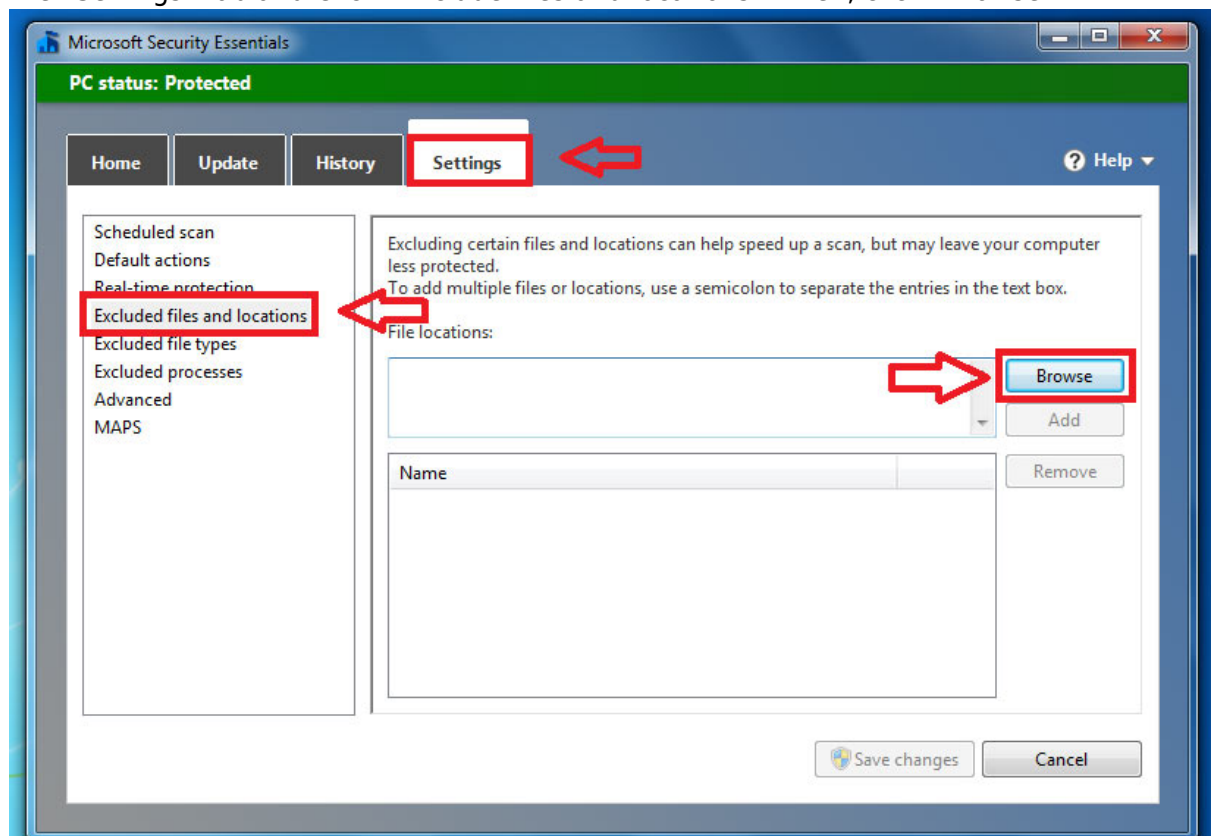 Microsoft Security Essentials
PC status: Protected
Home Update History Settings Help
Scheduled scan
Default actions
Real-time protection
Excluded files and locations
Excluded file types
Excluded processes
Advanced
MAPS
Excluding certain files and locations can help speed up a scan, but may leave your computer
less protected.
To add multiple files or locations, use a semicolon to separate the entries in the text box.
File locations:
Browse
Add
Name
Remove
Save changes Cancel